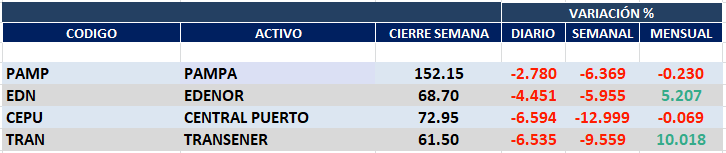 VARIACIÓN %
CODIGO ACTIVO CIERRE SEMANA DIARIO SEMANAL MENSUAL
PAMP PAMPA 152.15 -2.780 -6.369 -0.230
EDN EDENOR 68.70 -4.451 -5.955 5.207
CEPU CENTRAL PUERTO 72.95 -6.594 -12.999 -0.069
TRAN TRANSENER 61.50 -6.535 -9.559 10.018